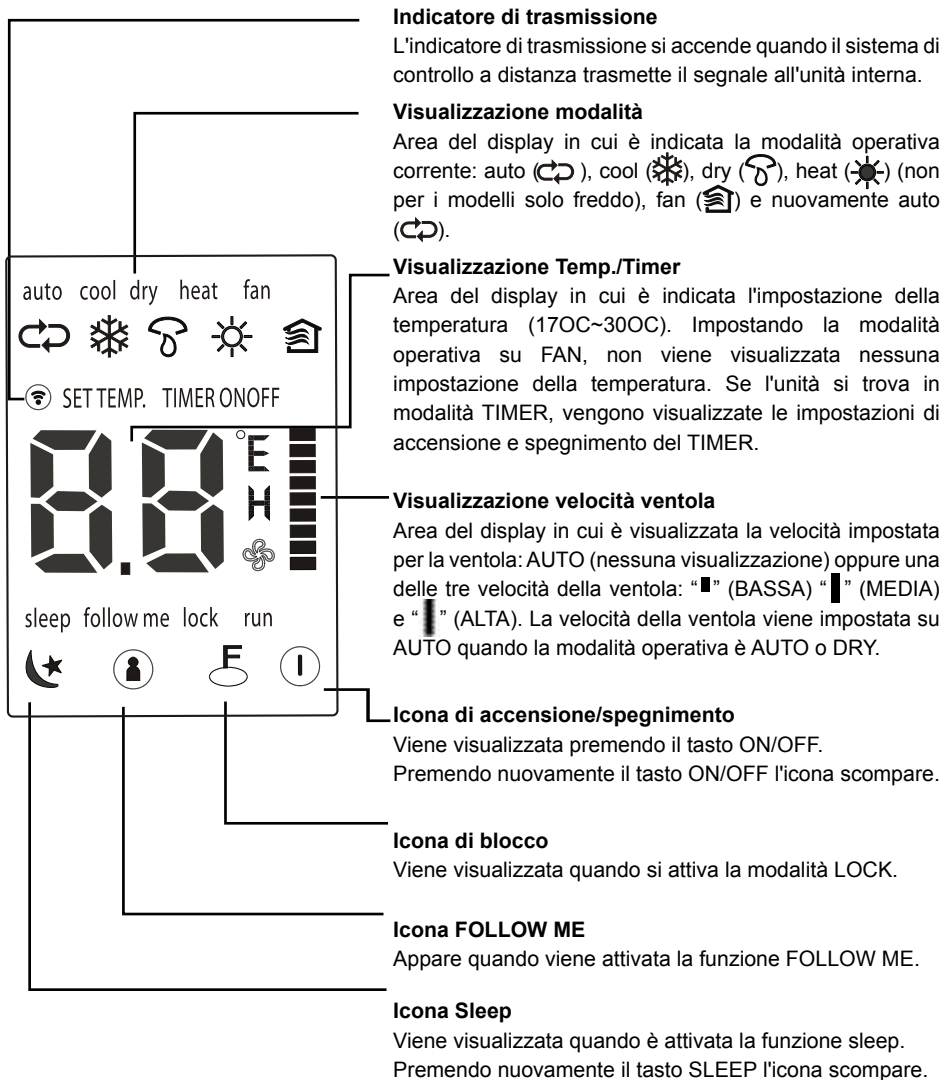 Indicatore di trasmissione
L'indicatore di trasmissione si accende quando il sistema di
controllo a distanza trasmette il segnale all'unità interna.
Visualizzazione modalità
Area del display in cui è indicata la modalità operativa
corrente: auto ( ), cool ( ), dry ( ), heat ( ) (non
per i modelli solo freddo), fan ( ) e nuovamente auto
( ).
Visualizzazione Temp./Timer
Area del display in cui è indicata l'impostazione della
temperatura (17OC~30OC). Impostando la modalità
operativa su FAN, non viene visualizzata nessuna
impostazione della temperatura. Se l'unità si trova in
modalità TIMER, vengono visualizzate le impostazioni di
accensione e spegnimento del TIMER.
Visualizzazione velocità ventola
Area del display in cui è visualizzata la velocità impostata
per la ventola: AUTO (nessuna visualizzazione) oppure una
delle tre velocità della ventola: “ ” (BASSA) “ ” (MEDIA)
e “ ” (ALTA). La velocità della ventola viene impostata su
AUTO quando la modalità operativa è AUTO o DRY.
Icona di accensione/spegnimento
Viene visualizzata premendo il tasto ON/OFF.
Premendo nuovamente il tasto ON/OFF l'icona scompare.
Icona di blocco
Viene visualizzata quando si attiva la modalità LOCK.
Icona FOLLOW ME
Appare quando viene attivata la funzione FOLLOW ME.
Icona Sleep
Viene visualizzata quando è attivata la funzione sleep.
Premendo nuovamente il tasto SLEEP l'icona scompare.
auto cool dry heat fan
SET TEMP. TIMER ONOFF
8.8 °E
H
sleep follow me lock run
F